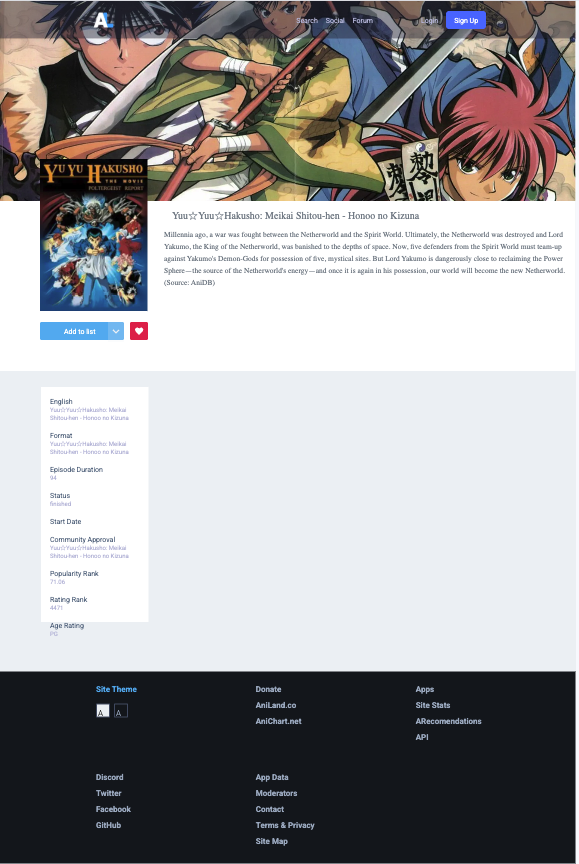 A.
Search Social Forum
Login Sign Up
YU YU HAKUSHO
THE MOVIE
POLTERGEIST REPORT
Yuu☆Yuu☆Hakusho: Meikai Shitou-hen - Honoo no Kizuna
Millennia ago, a war was fought between the Netherworld and the Spirit World. Ultimately, the Netherworld was destroyed and Lord
Yakumo, the King of the Netherworld, was banished to the depths of space. Now, five defenders from the Spirit World must team-up
against Yakumo's Demon-Gods for possession of five, mystical sites. But Lord Yakumo is dangerously close to reclaiming the Power
Sphere—the source of the Netherworld's energy—and once it is again in his possession, our world will become the new Netherworld.
(Source: AniDB)
Add to list
English
Yuu☆Yuu☆Hakusho: Meikai
Shitou-hen - Honoo no Kizuna
Format
Yuu☆Yuu☆Hakusho: Meikai
Shitou-hen - Honoo no Kizuna
Episode Duration
94
Status
finished
Start Date
Community Approval
Yuu☆Yuu☆Hakusho: Meikai
Shitou-hen - Honoo no Kizuna
Popularity Rank
71.06
Rating Rank
4471
Age Rating
PG
Site Theme
A A
Donate
AniLand.co
AniChart.net
Apps
Site Stats
ARecomendations
API
Discord
Twitter
Facebook
GitHub
App Data
Moderators
Contact
Terms & Privacy
Site Map